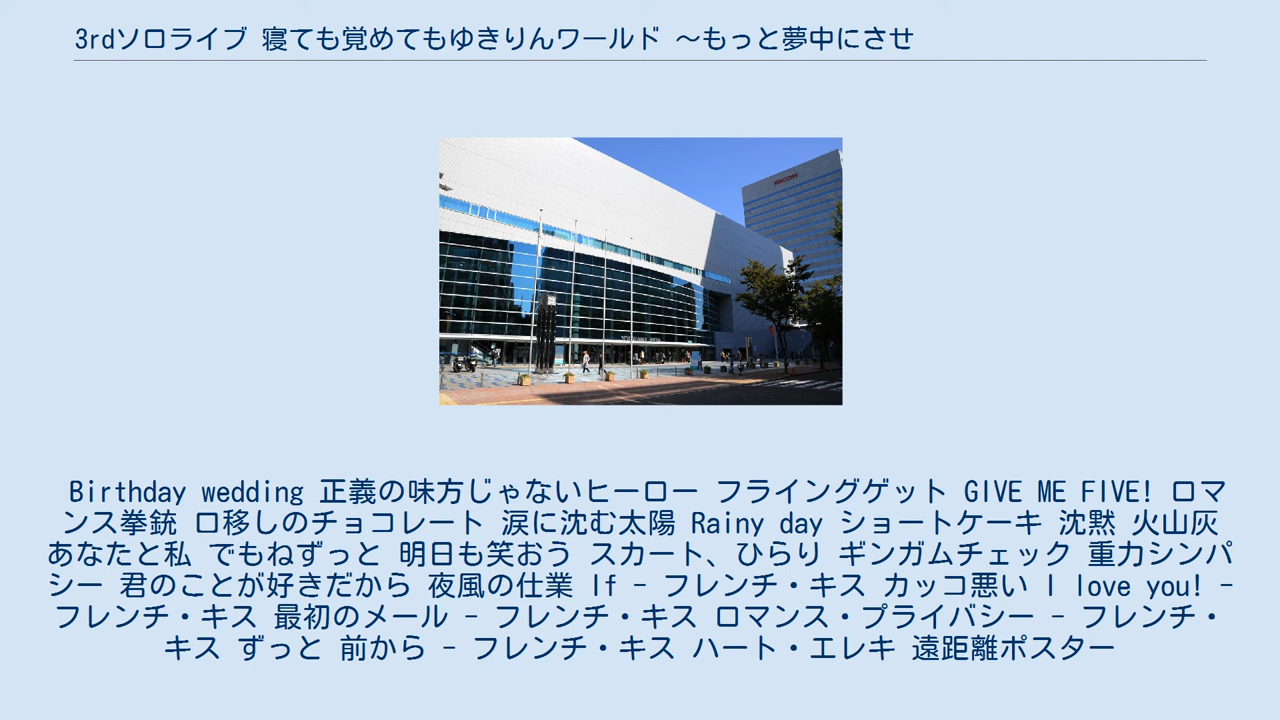 3rdソロライブ 寝ても覚めてもゆきりんワールド ～もっと夢中にさせ
RICOH
Birthday wedding 正義の味方じゃないヒーロー フライングゲット GIVE ME FIVE! ロマ
ンス拳銃 口移しのチョコレート 涙に沈む太陽 Rainy day ショートケーキ 沈黙 火山灰
あなたと私 でもねずっと 明日も笑おう スカート、ひらり ギンガムチェック 重力シンパ
シー 君のことが好きだから 夜風の仕業 If - フレンチ・キス カッコ悪い I love you! -
フレンチ・キス 最初のメール - フレンチ・キス ロマンス・プライバシー - フレンチ・
キス ずっと 前から - フレンチ・キス ハート・エレキ 遠距離ポスター